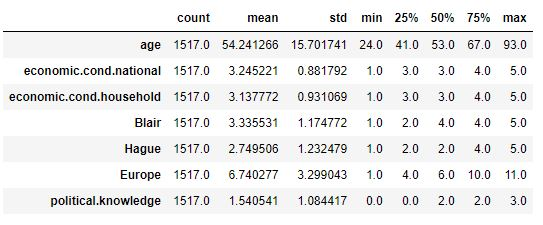 count mean std min 25% 50% 75% max
age 1517.0 54.241266 15.701741 24.0 41.0 53.0 67.0 93.0
economic.cond.national 1517.0 3.245221 0.881792 1.0 3.0 3.0 4.0 5.0
economic.cond.household 1517.0 3.137772 0.931069 1.0 3.0 3.0 4.0 5.0
Blair 1517.0 3.335531 1.174772 1.0 2.0 4.0 4.0 5.0
Hague 1517.0 2.749506 1.232479 1.0 2.0 2.0 4.0 5.0
Europe 1517.0 6.740277 3.299043 1.0 4.0 6.0 10.0 11.0
political.knowledge 1517.0 1.540541 1.084417 0.0 0.0 2.0 2.0 3.0